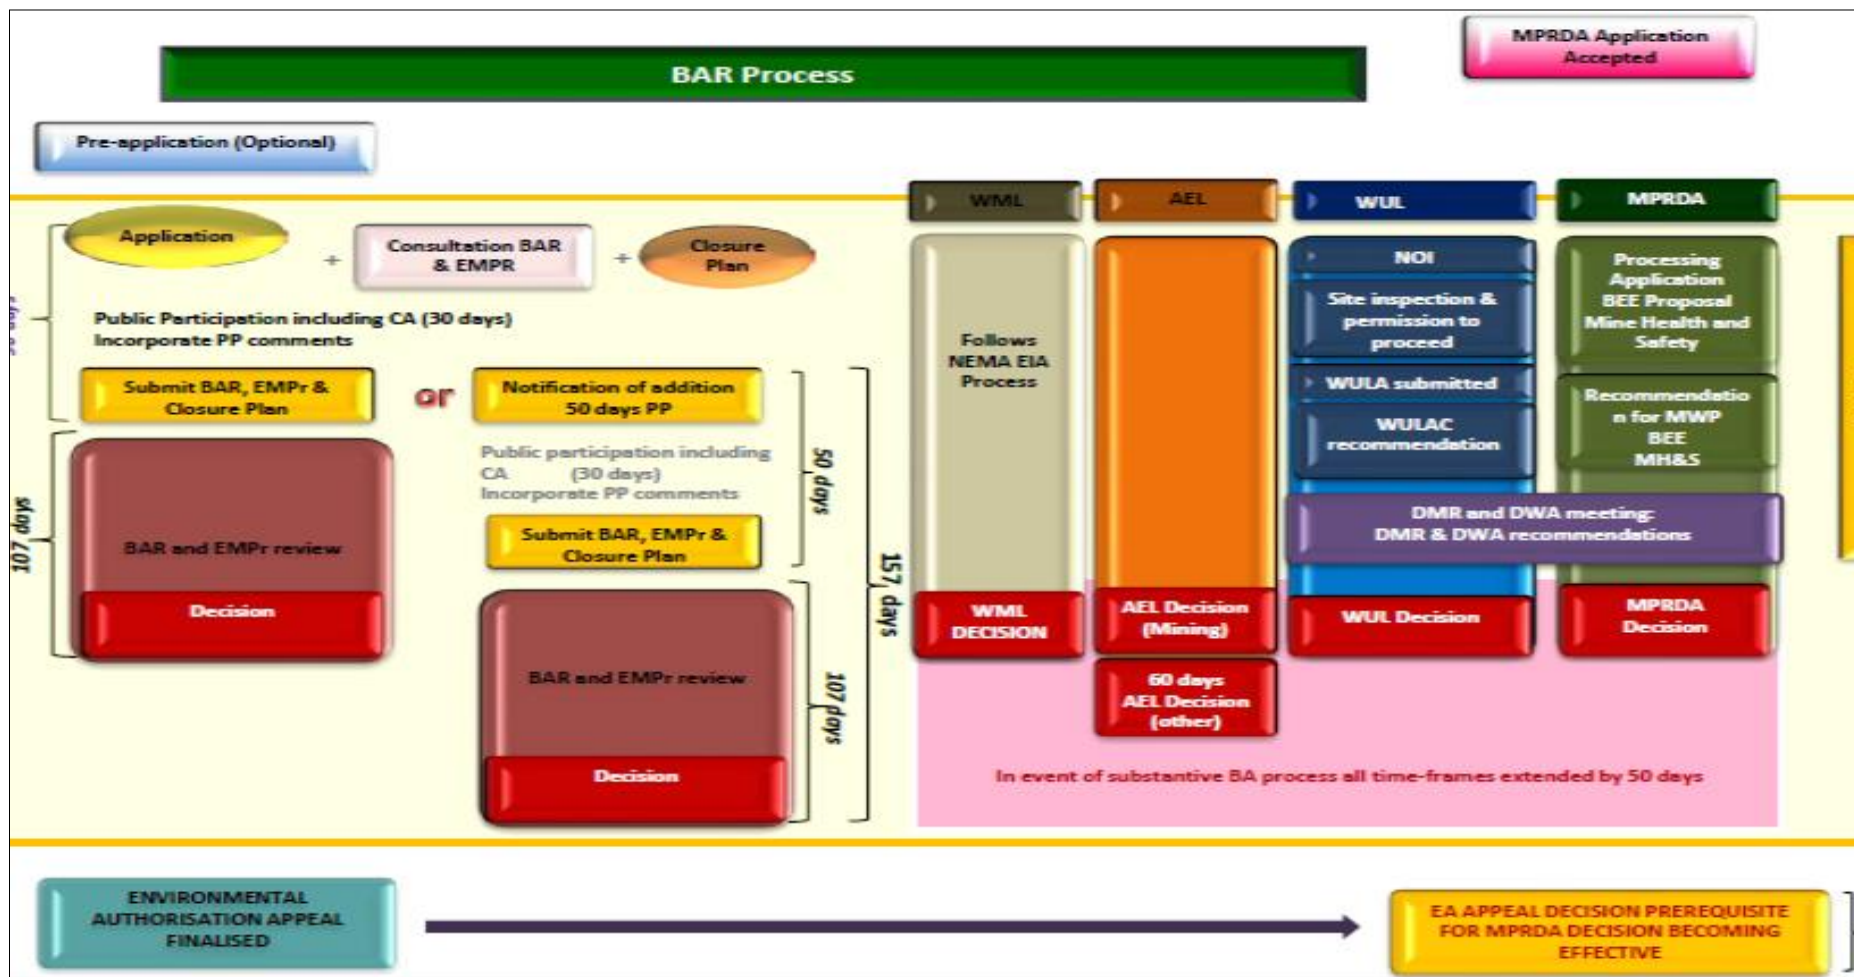 MPRDA Application
Accepted
BAR Process
Pre-application (Optional)
WML
AEL
WUL
MPRDA
Application
+
Consultation BAR
& EMPR
+
Closure
Plan
Public Participation including CA (30 days)
Incorporate PP comments
Submit BAR, EMPr &
Closure Plan
or
Notification of addition
50 days PP
Public participation including
CA (30 days)
Incorporate PP comments
Submit BAR, EMPr &
Closure Plan
50 days
107 days
BAR and EMPr review
Decision
BAR and EMPr review
Decision
107 days
157, days
Follows
NEMA EIA
Process
WML
DECISION
AEL Decision
(Mining)
60 days
AEL Decision
(other)
NOI
Site inspection &
permission to
proceed
WULA submitted
WULAC
recommendation
Processing
Application
BEE Proposal
Mine Health and
Safety
Recommendatio
n for MWP
BEE
MH&S
DMR and DWA meeting:
DMR & DWA recommendations
WUL Decision
MPRDA
Decision
In event of substantive BA process all time-frames extended by 50 days
ENVIRONMENTAL
AUTHORISATION APPEAL
FINALISED
EA APPEAL DECISION PREREQUISITE
FOR MPRDA DECISION BECOMING
EFFECTIVE